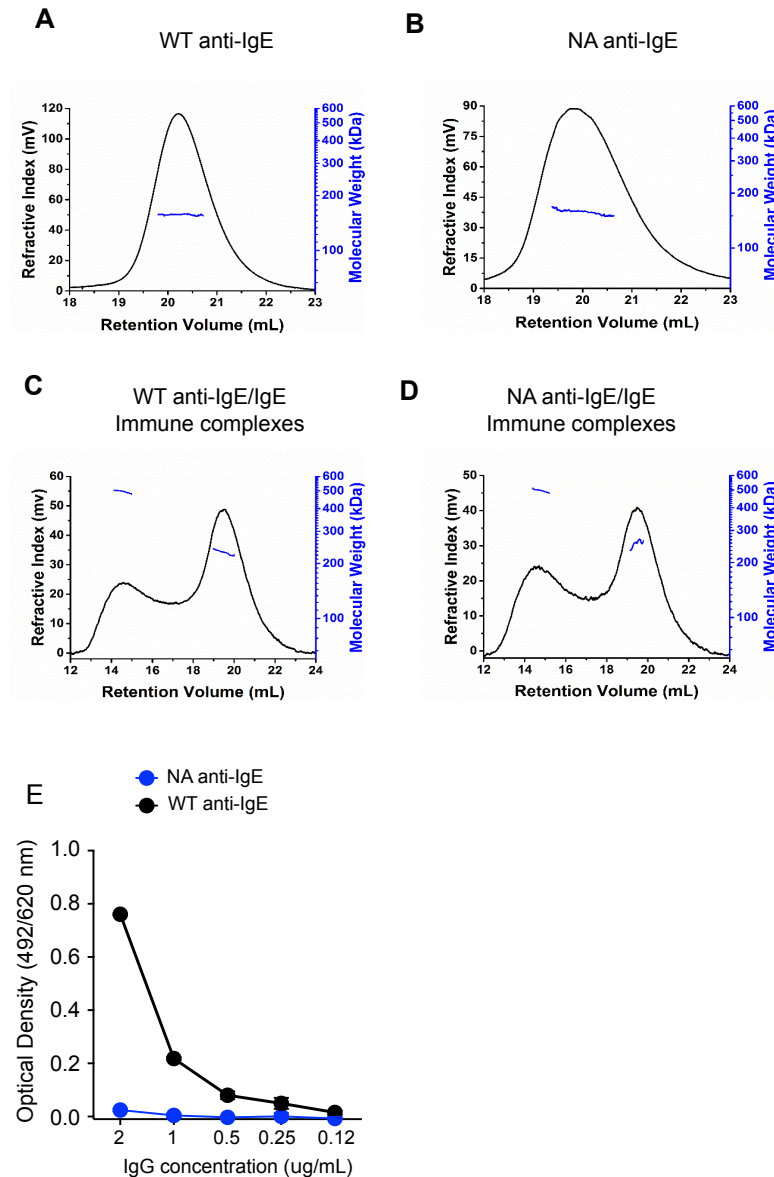 A
WT anti-IgE
Refractive Index (mV)
120
100
80
60
40
20
0
18 19 20 21 22 23
Retention Volume (mL)
600
500
400
300
200
100
Molecular Weight (kDa)
B
NA anti-IgE
Refractive Index (mV)
90
75
60
45
30
15
0
18 19 20 21 22 23
Retention Volume (mL)
600
500
400
300
200
100
Molecular Weight (kDa)
C
WT anti-IgE/IgE
Immune complexes
Refractive Index (mv)
60
50
40
30
20
10
0
12 14 16 18 20 22 24
Retention Volume (mL)
600
500
400
300
200
100
Molecular Weight (kDa)
D
NA anti-IgE/IgE
Immune complexes
Refractive Index (mv)
50
40
30
20
10
0
12 14 16 18 20 22 24
Retention Volume (mL)
600
500
400
300
200
100
Molecular Weight (kDa)
E
NA anti-IgE
WT anti-IgE
Optical Density (492/620 nm)
1.0
0.8
0.6
0.4
0.2
0.0
2 1 0.5 0.25 0.12
IgG concentration (ug/mL)